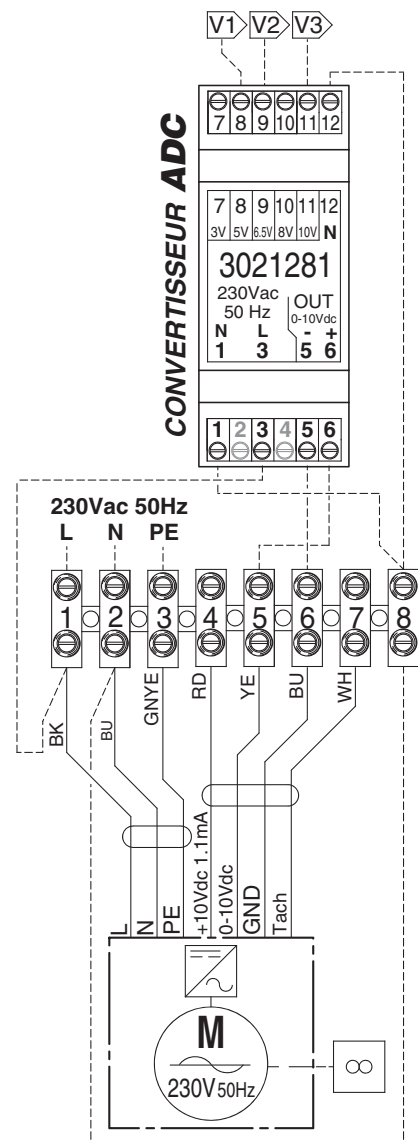 V1 V2 V3
7 8 9 10 11 12
CONVERTISSEUR ADC
7 8 9 10 11 12
3V 5V 6.5V 8V 10V N
3021281
230Vac
50 Hz
OUT
0-10Vdc
N L - +
1 3 5 6
1 2 3 4 5 6
230Vac 50Hz
L N PE
1 2 3 4 5 6 7 8
BK BU GNYE RD YE BU WH
L N PE +10Vdc 1.1mA 0-10Vdc GND Tach
M
230V 50Hz
8